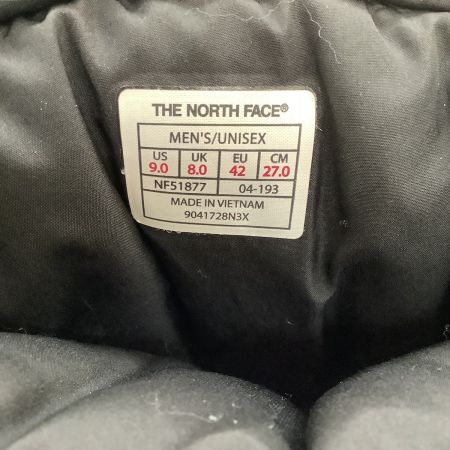 THE NORTH FACE®
MEN'S/UNISEX
US UK EU CM
9.0 8.0 42 27.0
NF51877 04-193
MADE IN VIETNAM
9041728N3X